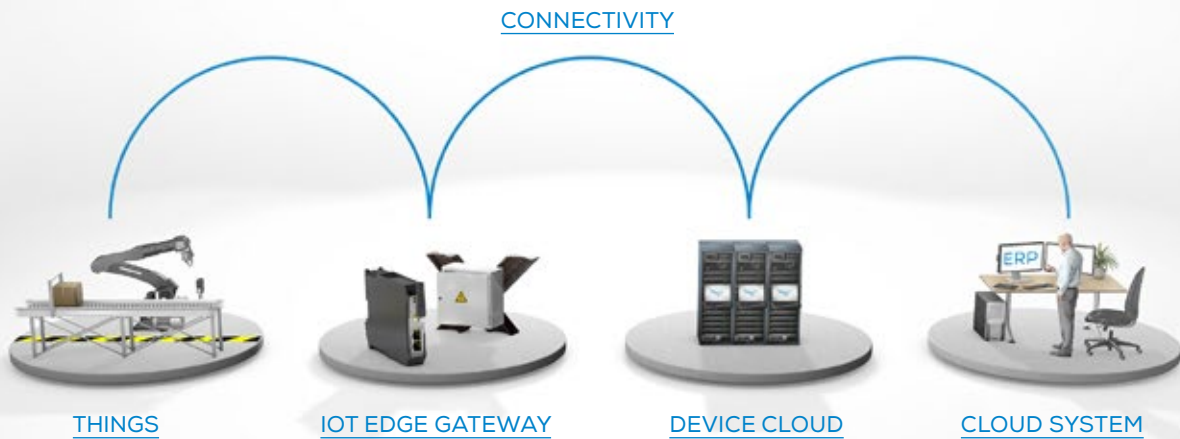 CONNECTIVITY
ERP
THINGS
IOT EDGE GATEWAY
DEVICE CLOUD
CLOUD SYSTEM